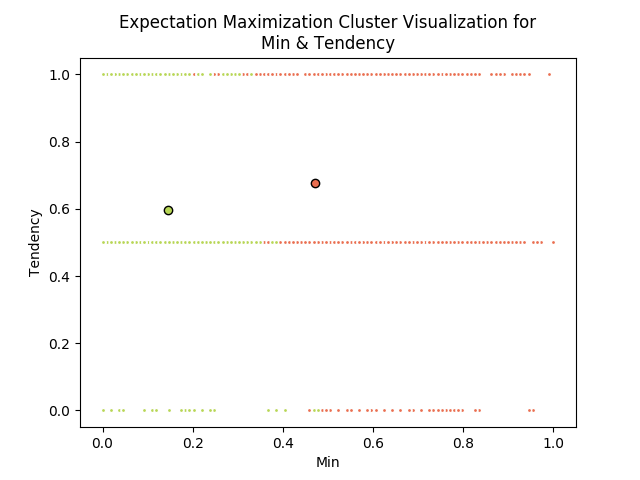 Expectation Maximization Cluster Visualization for
Min & Tendency
1.0
0.8
0.6
0.4
0.2
0.0
Tendency
0.0 0.2 0.4 0.6 0.8 1.0
Min